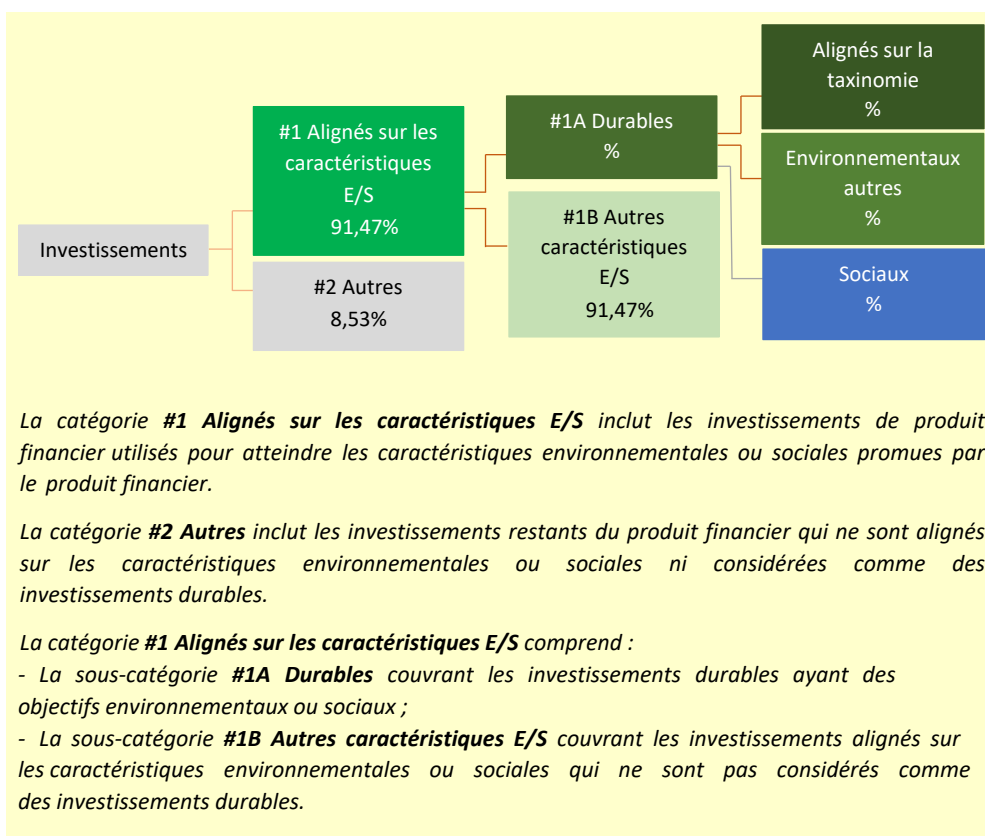 Investissements
#1 Alignés sur les
caractéristiques
E/S
91,47%
#2 Autres
8,53%
#1A Durables
%
#1B Autres
caractéristiques
E/S
91,47%
Alignés sur la
taxinomie
%
Environnementaux
autres
%
Sociaux
%
La catégorie #1 Alignés sur les caractéristiques E/S inclut les investissements de produit
financier utilisés pour atteindre les caractéristiques environnementales ou sociales promues par
le produit financier.
La catégorie #2 Autres inclut les investissements restants du produit financier qui ne sont alignés
sur les caractéristiques environnementales ou sociales ni considérées comme des
investissements durables.
La catégorie #1 Alignés sur les caractéristiques E/S comprend :
- La sous-catégorie #1A Durables couvrant les investissements durables ayant des
objectifs environnementaux ou sociaux ;
- La sous-catégorie #1B Autres caractéristiques E/S couvrant les investissements alignés sur
les caractéristiques environnementales ou sociales qui ne sont pas considérés comme
des investissements durables.